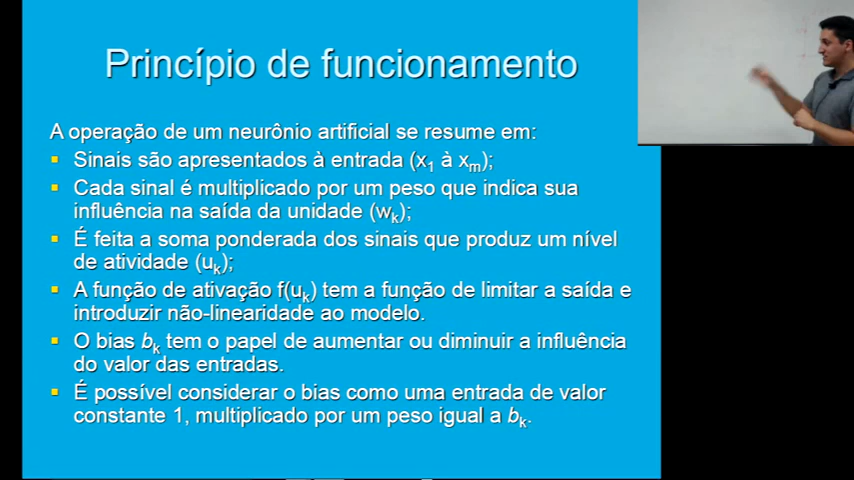 Princípio de funcionamento
A operação de um neurônio artificial se resume em:
Sinais são apresentados à entrada (x1 à xm);
Cada sinal é multiplicado por um peso que indica sua
influência na saída da unidade (wk);
É feita a soma ponderada dos sinais que produz um nível
de atividade (uk);
A função de ativação f(uk) tem a função de limitar a saída e
introduzir não-linearidade ao modelo.
O bias bk tem o papel de aumentar ou diminuir a influência
do valor das entradas.
É possível considerar o bias como uma entrada de valor
constante 1, multiplicado por um peso igual a bk.